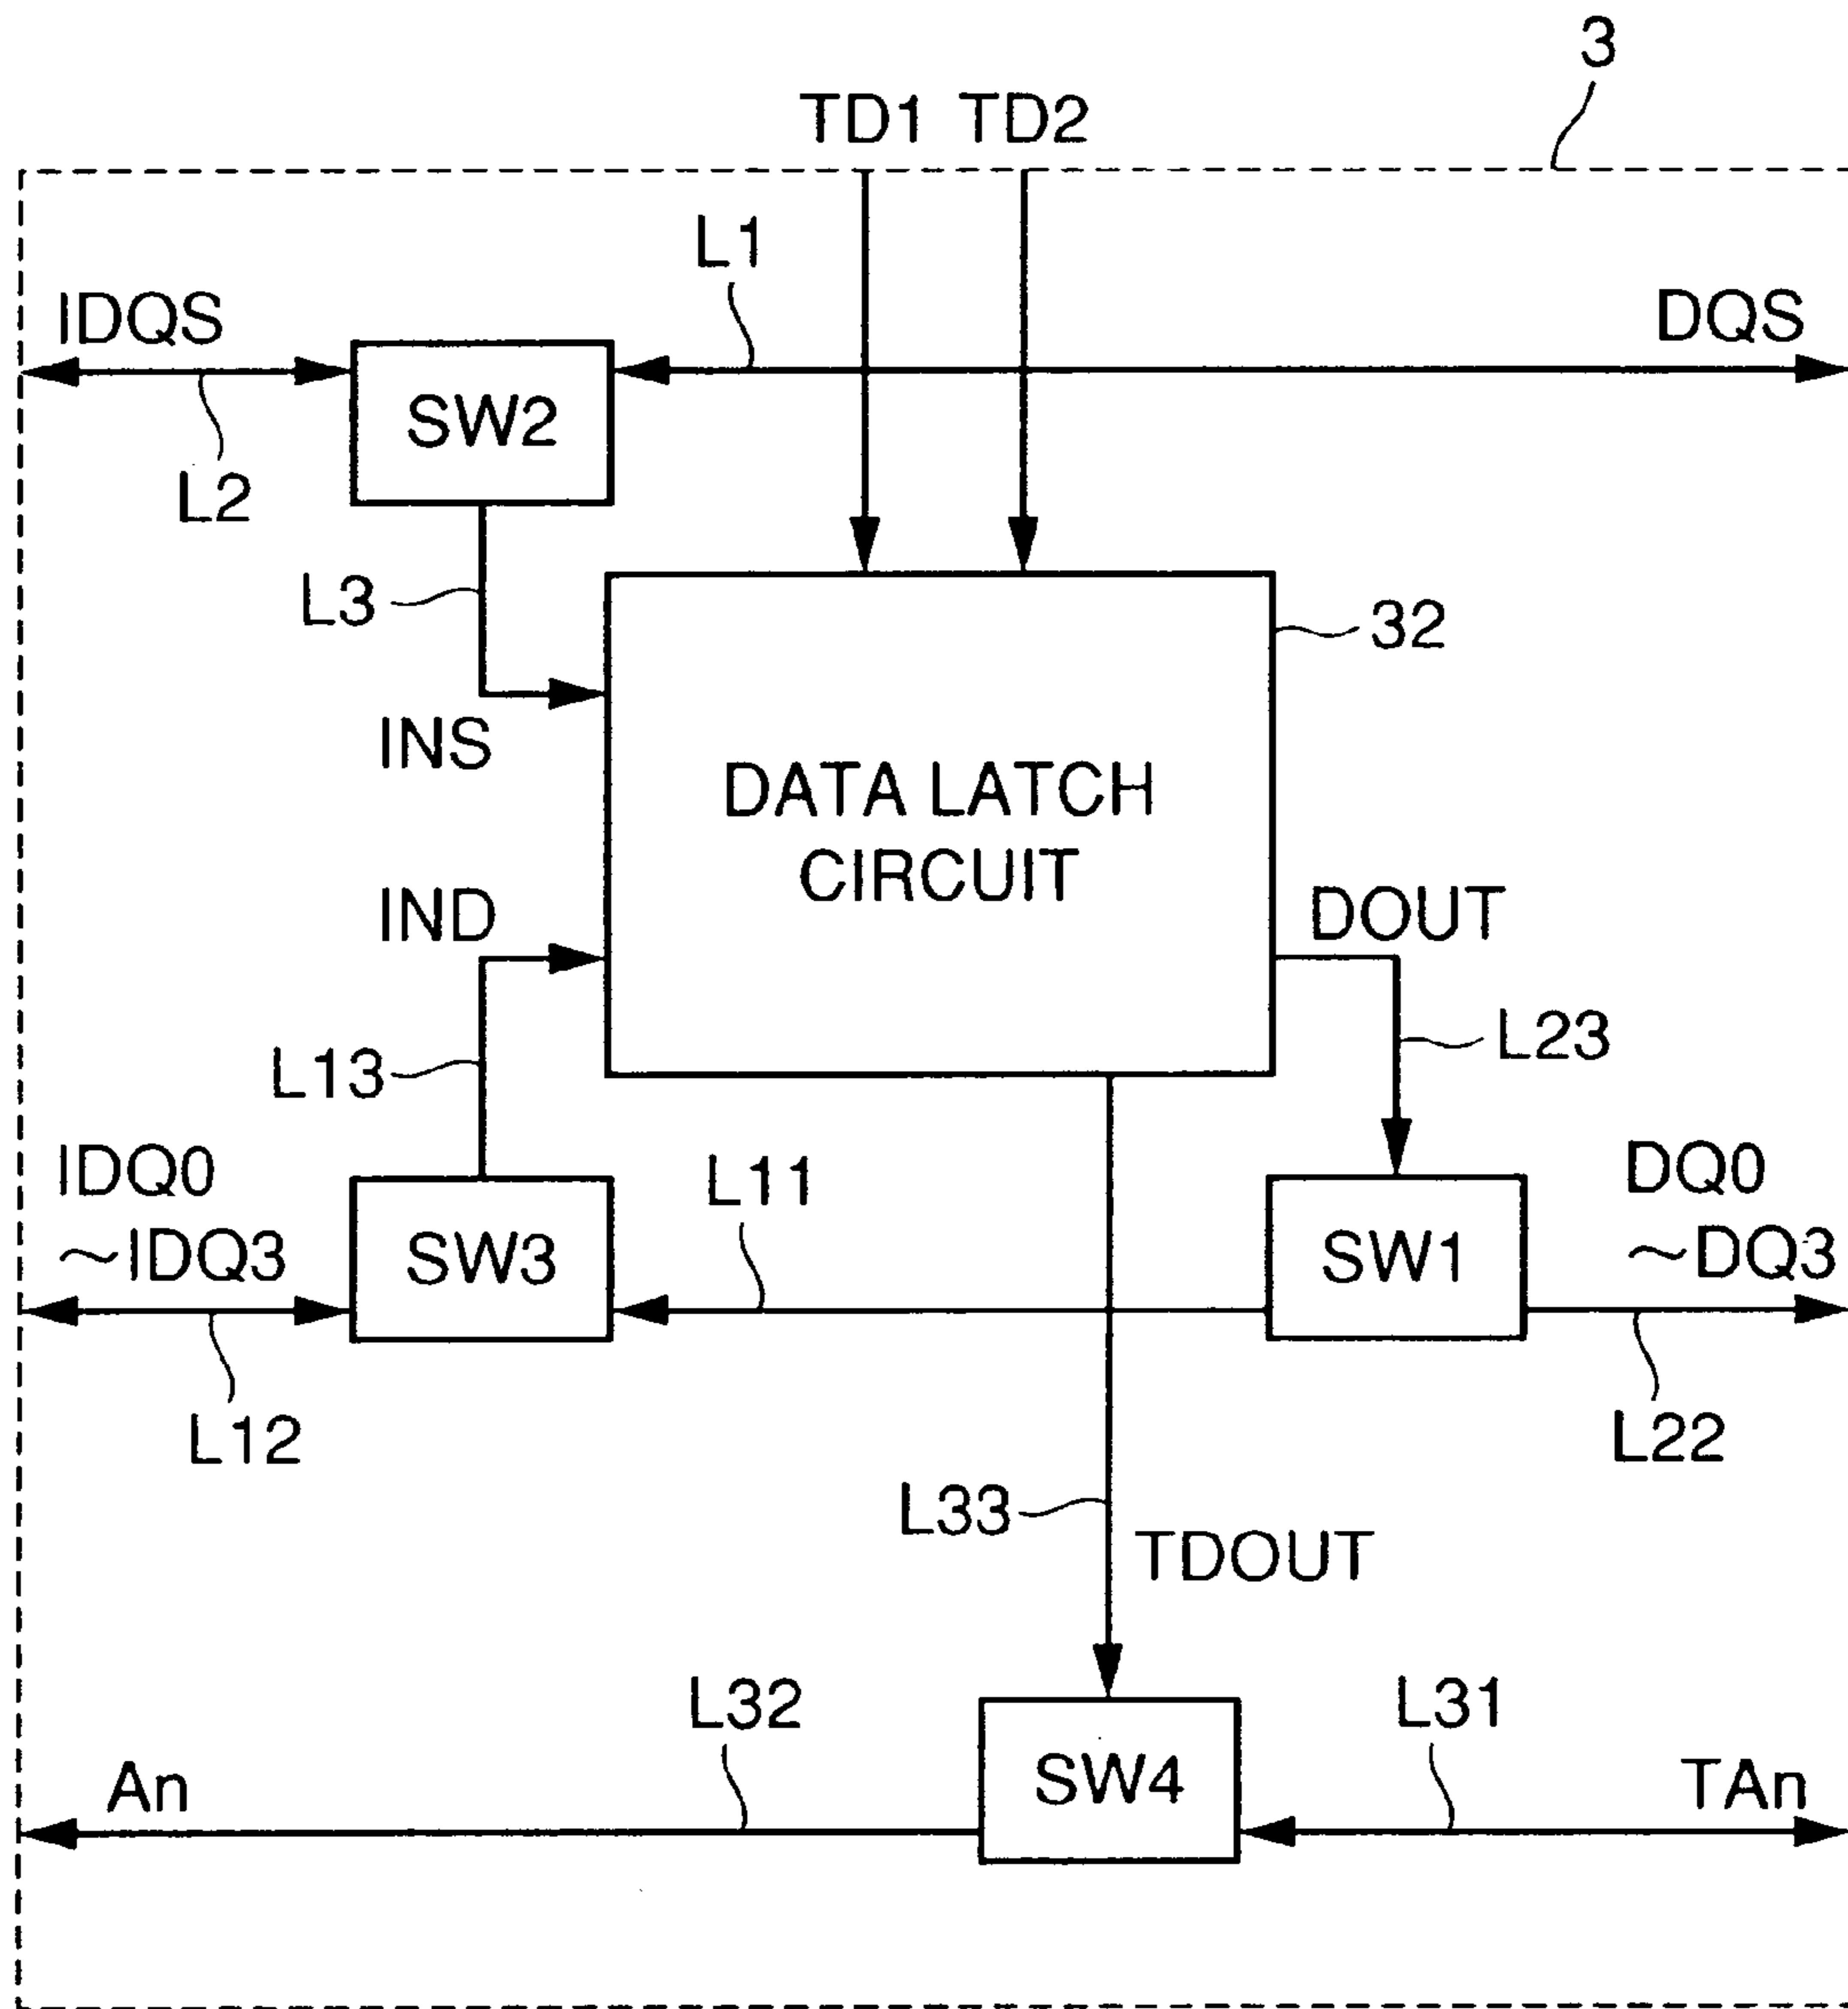 3
TD1 TD2
L1
IDQS
DQS
SW2
L2
L3
32
INS
DATA LATCH
CIRCUIT
IND
DOUT
L23
L13
IDQ0
~IDQ3
L11
DQ0
~DQ3
SW3
SW1
L12
L22
L33
TDOUT
L32
L31
An
SW4
TAn